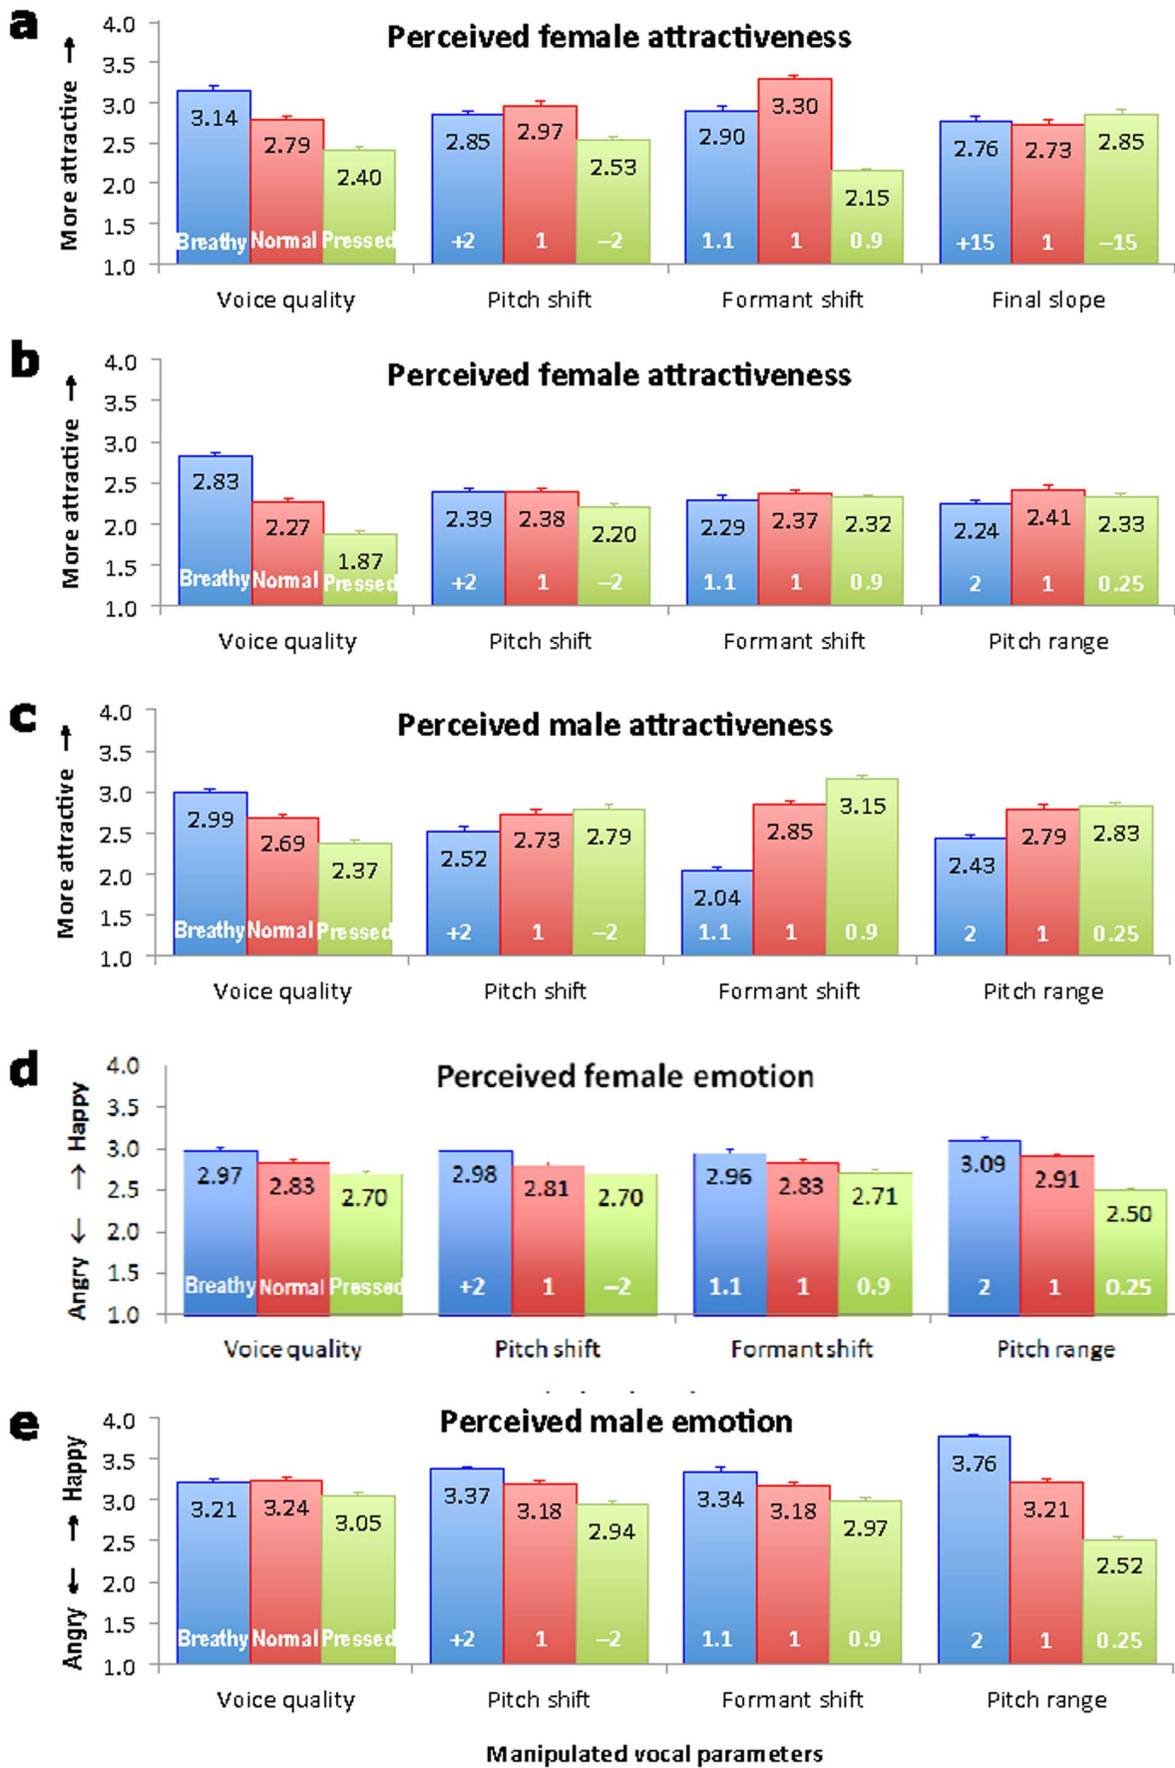 a
Perceived female attractiveness
More attractive →
4.0
3.5
3.0
2.5
2.0
1.5
1.0
3.14 2.79 2.40 2.85 2.97 2.53 2.90 3.30 2.15 2.76 2.73 2.85
Breathy Normal Pressed +2 1 –2 1.1 1 0.9 +15 1 –15
Voice quality Pitch shift Formant shift Final slope
b
Perceived female attractiveness
More attractive →
4.0
3.5
3.0
2.5
2.0
1.5
1.0
2.83 2.27 1.87 2.39 2.38 2.20 2.29 2.37 2.32 2.24 2.41 2.33
Breathy Normal Pressed +2 1 –2 1.1 1 0.9 2 1 0.25
Voice quality Pitch shift Formant shift Pitch range
c
Perceived male attractiveness
More attractive →
4.0
3.5
3.0
2.5
2.0
1.5
1.0
2.99 2.69 2.37 2.52 2.73 2.79 2.04 2.85 3.15 2.43 2.79 2.83
Breathy Normal Pressed +2 1 –2 1.1 1 0.9 2 1 0.25
Voice quality Pitch shift Formant shift Pitch range
d
Perceived female emotion
Angry ← → Happy
4.0
3.5
3.0
2.5
2.0
1.5
1.0
2.97 2.83 2.70 2.98 2.81 2.70 2.96 2.83 2.71 3.09 2.91 2.50
Breathy Normal Pressed +2 1 –2 1.1 1 0.9 2 1 0.25
Voice quality Pitch shift Formant shift Pitch range
e
Perceived male emotion
Angry ← → Happy
4.0
3.5
3.0
2.5
2.0
1.5
1.0
3.21 3.24 3.05 3.37 3.18 2.94 3.34 3.18 2.97 3.76 3.21 2.52
Breathy Normal Pressed +2 1 –2 1.1 1 0.9 2 1 0.25
Voice quality Pitch shift Formant shift Pitch range
Manipulated vocal parameters